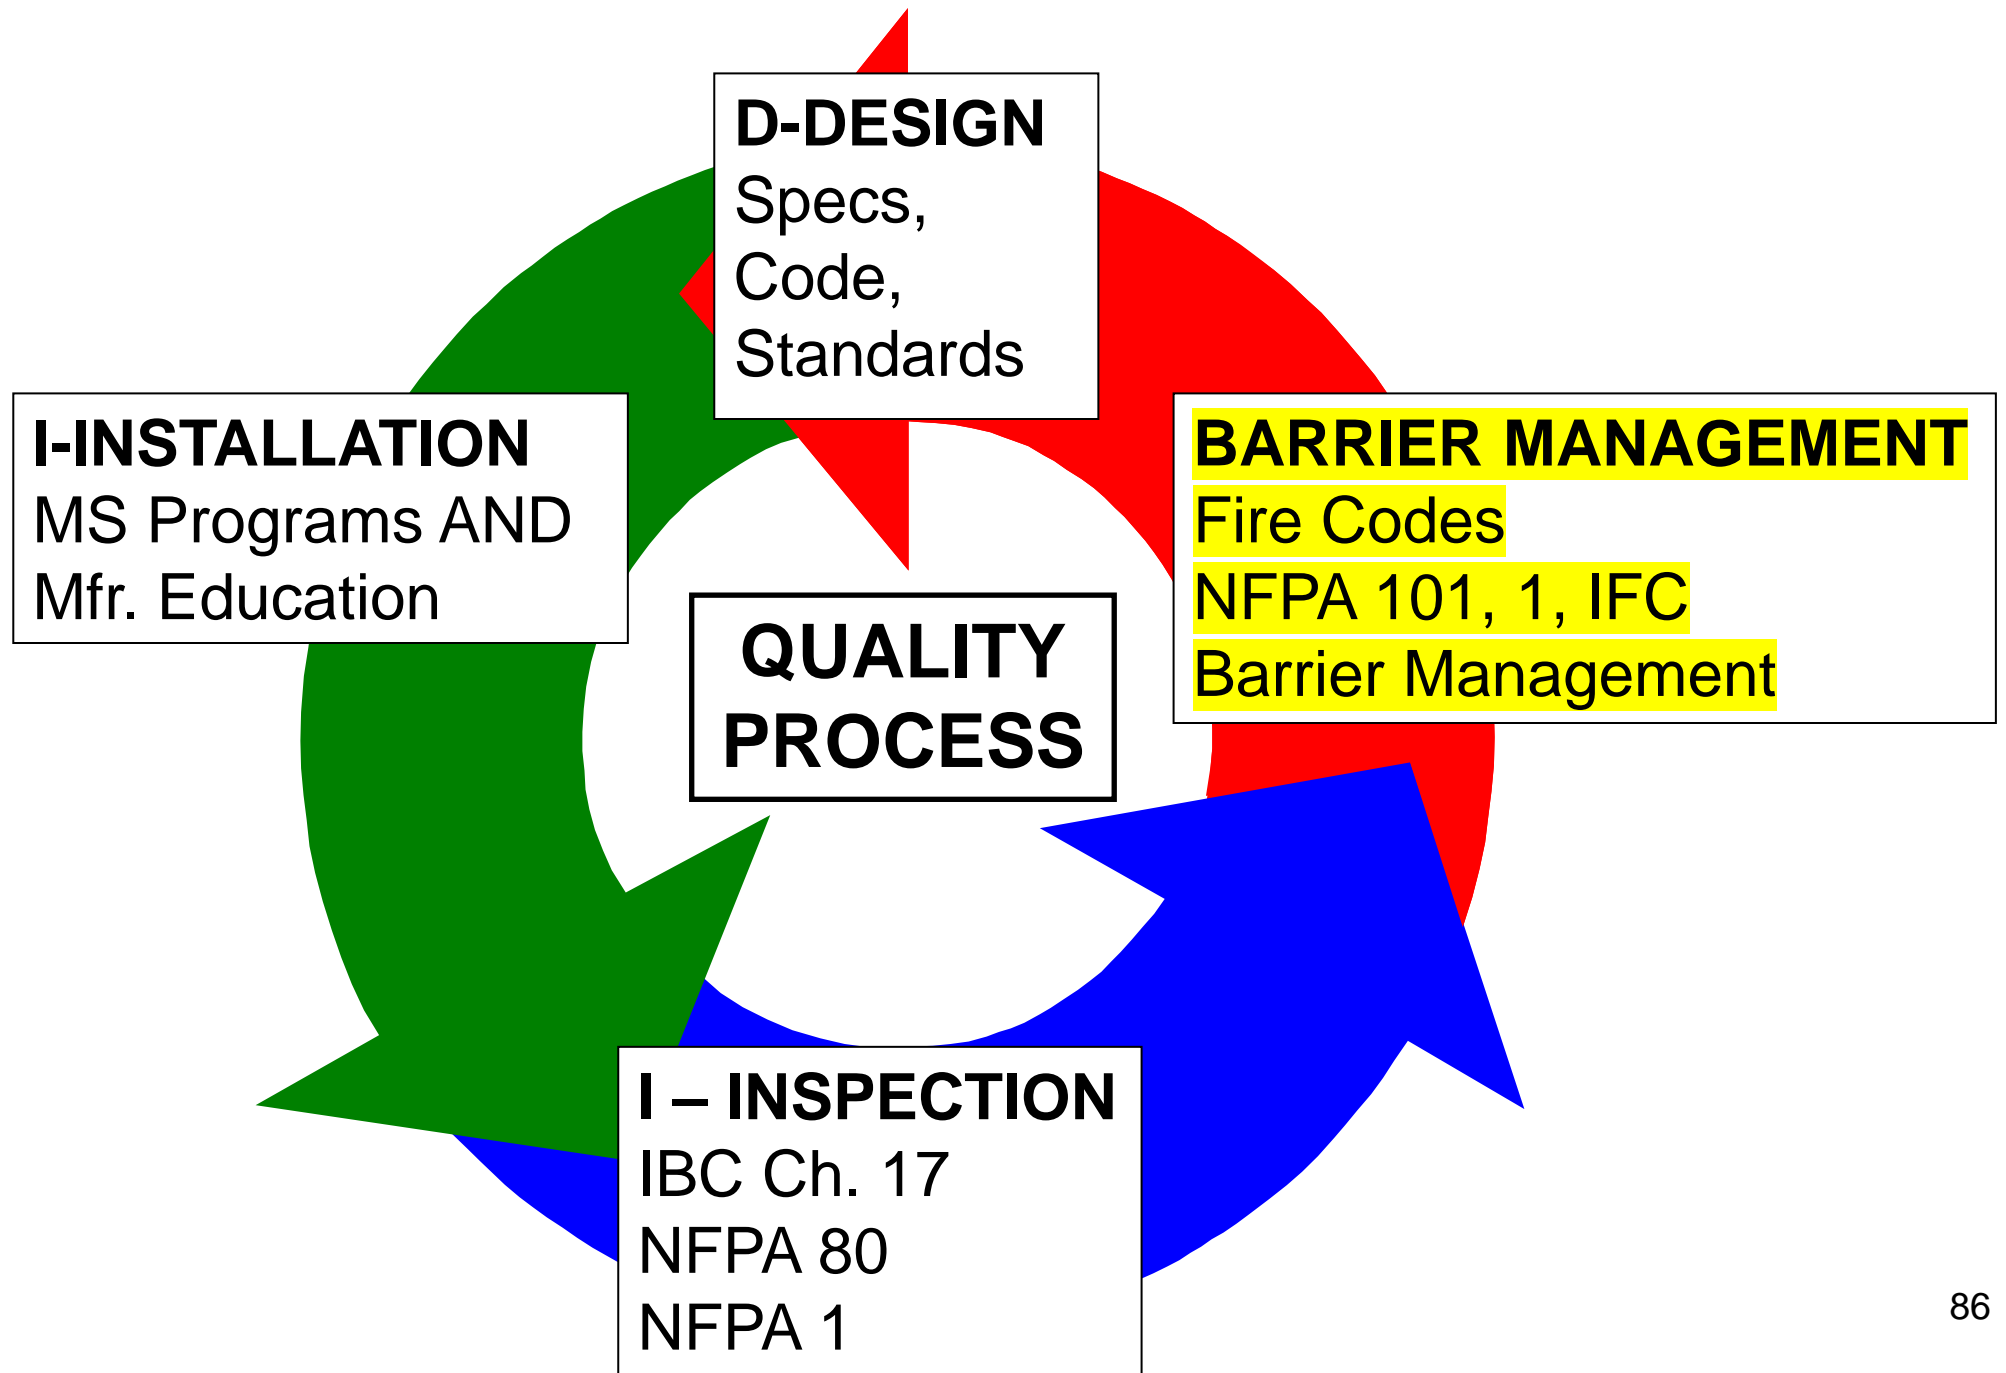 D-DESIGN
Specs,
Code,
Standards
I-INSTALLATION
MS Programs AND
Mfr. Education
BARRIER MANAGEMENT
Fire Codes
NFPA 101, 1, IFC
Barrier Management
QUALITY
PROCESS
I – INSPECTION
IBC Ch. 17
NFPA 80
NFPA 1
86